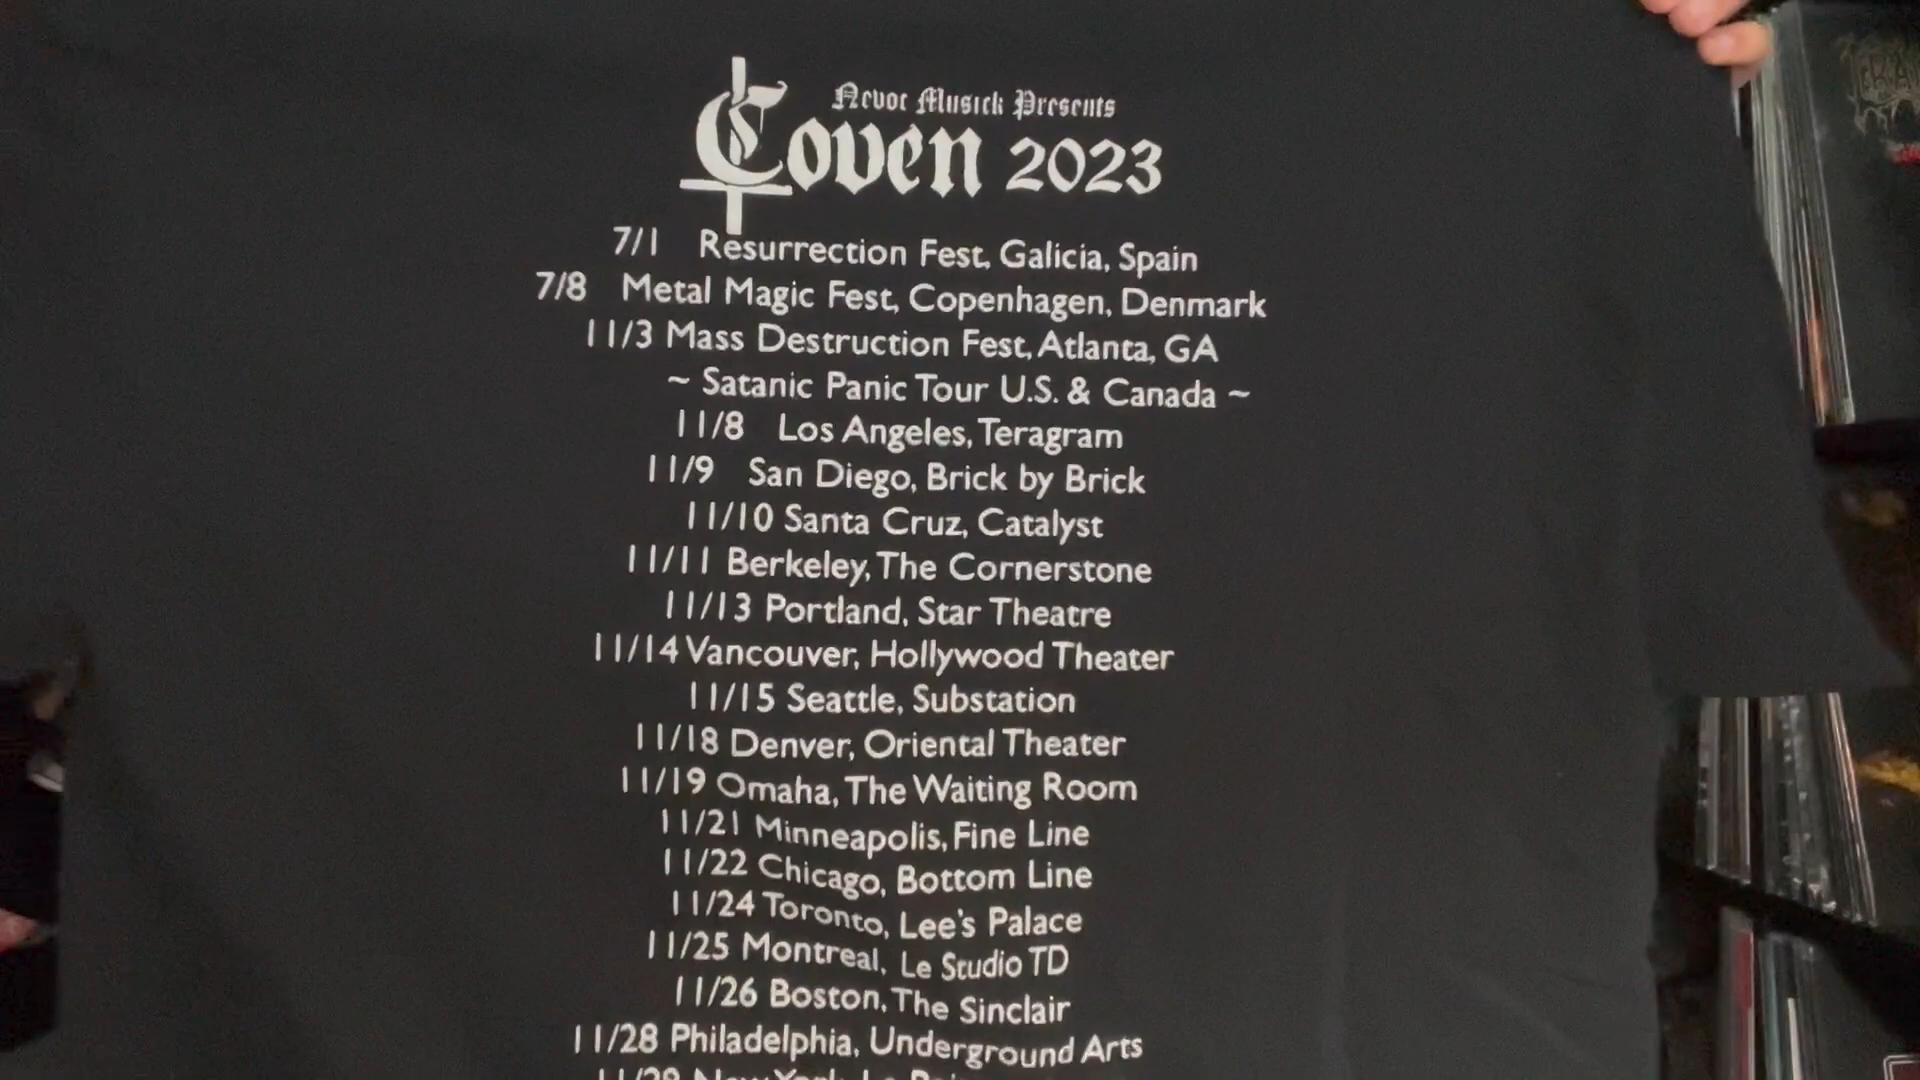 Nevoc Musick Presents
Coven 2023
7/1 Resurrection Fest, Galicia, Spain
7/8 Metal Magic Fest, Copenhagen, Denmark
11/3 Mass Destruction Fest, Atlanta, GA
~ Satanic Panic Tour U.S. & Canada ~
11/8 Los Angeles, Teragram
11/9 San Diego, Brick by Brick
11/10 Santa Cruz, Catalyst
11/11 Berkeley, The Cornerstone
11/13 Portland, Star Theatre
11/14 Vancouver, Hollywood Theater
11/15 Seattle, Substation
11/18 Denver, Oriental Theater
11/19 Omaha, The Waiting Room
11/21 Minneapolis, Fine Line
11/22 Chicago, Bottom Line
11/24 Toronto, Lee's Palace
11/25 Montreal, Le Studio TD
11/26 Boston, The Sinclair
11/28 Philadelphia, Underground Arts
11/29 New York, Le